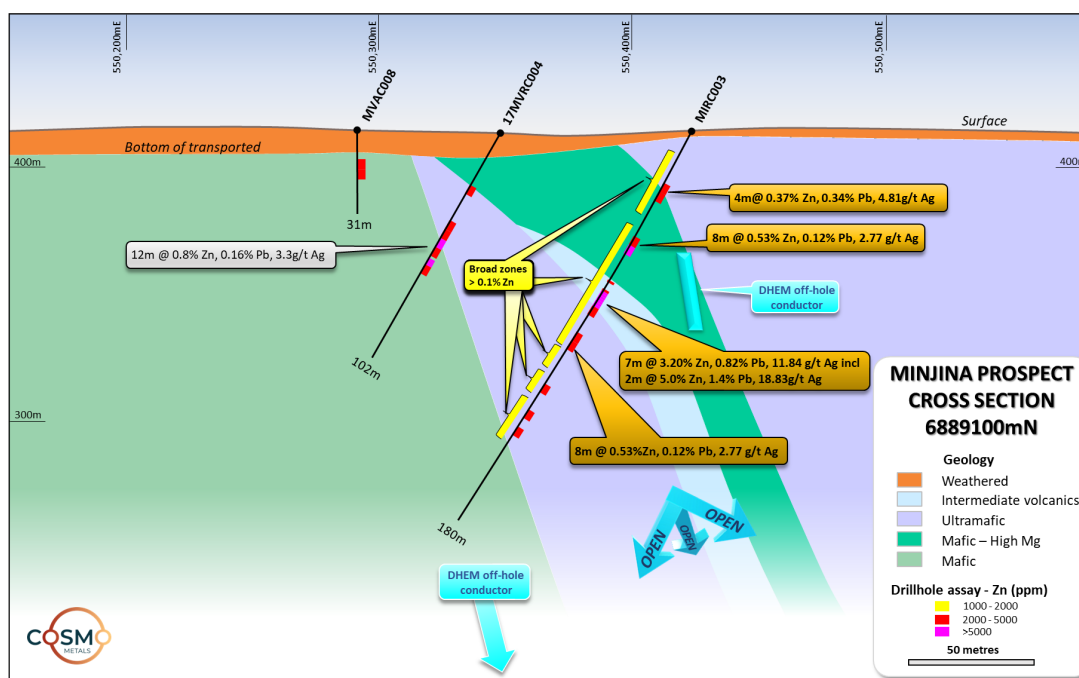 550,200mE
550,300mE
550,400mE
550,500mE
MVAC008
17MVRC004
MIRC003
Surface
Bottom of transported
400m
400m
31m
4m@ 0.37% Zn, 0.34% Pb, 4.81g/t Ag
8m @ 0.53% Zn, 0.12% Pb, 2.77 g/t Ag
12m @ 0.8% Zn, 0.16% Pb, 3.3g/t Ag
Broad zones
> 0.1% Zn
DHEM off-hole
conductor
102m
7m @ 3.20% Zn, 0.82% Pb, 11.84 g/t Ag incl
2m @ 5.0% Zn, 1.4% Pb, 18.83g/t Ag
300m
8m @ 0.53%Zn, 0.12% Pb, 2.77 g/t Ag
180m
OPEN
OPEN
OPEN
DHEM off-hole
conductor
MINJINA PROSPECT
CROSS SECTION
6889100mN
Geology
Weathered
Intermediate volcanics
Ultramafic
Mafic – High Mg
Mafic
Drillhole assay - Zn (ppm)
1000 - 2000
2000 - 5000
>5000
50 metres
COSMO
METALS